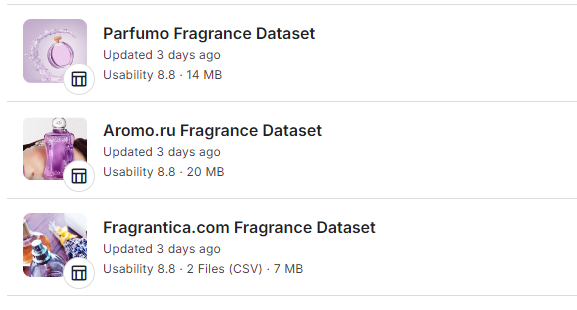 Parfumo Fragrance Dataset
Updated 3 days ago
Usability 8.8 · 14 MB
Aromo.ru Fragrance Dataset
Updated 3 days ago
Usability 8.8 · 20 MB
Fragrantica.com Fragrance Dataset
Updated 3 days ago
Usability 8.8 · 2 Files (CSV) · 7 MB